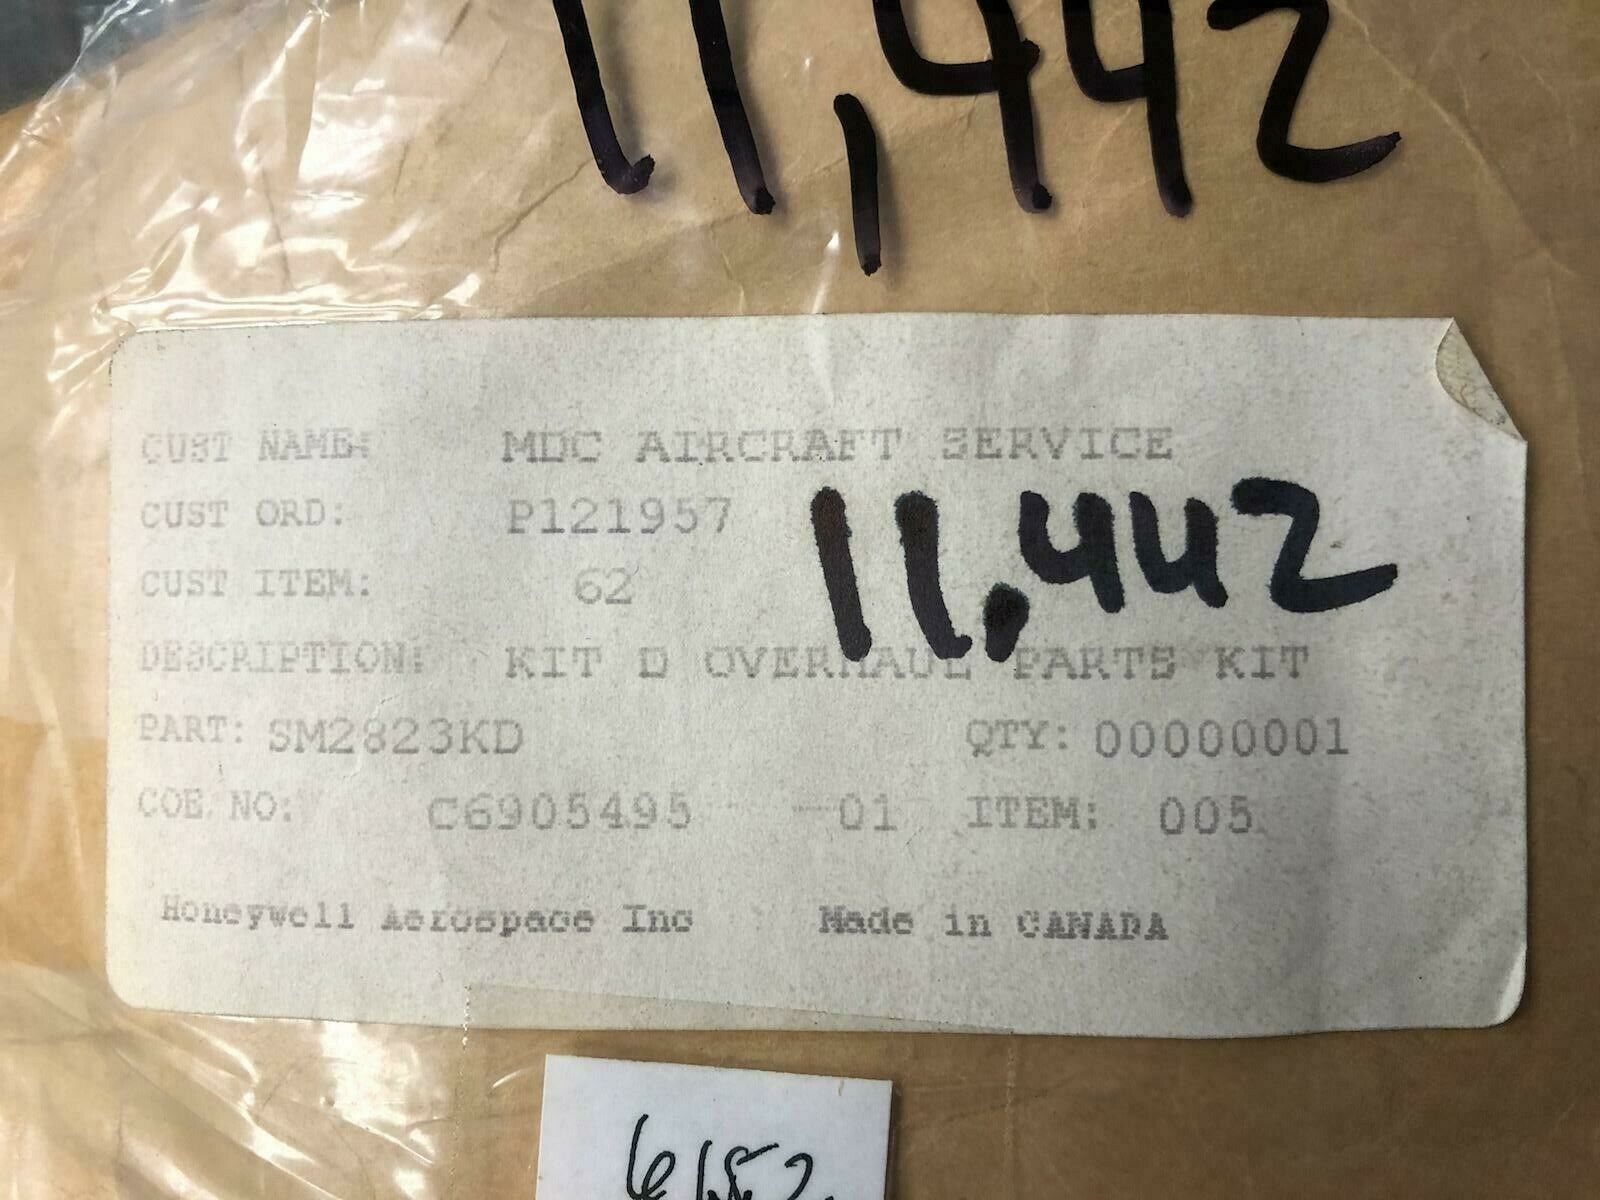 11,442
CUST NAME: MDC AIRCRAFT SERVICE
CUST ORD: P121957
11,442
CUST ITEM: 62
DESCRIPTION: KIT D OVERHAUL PARTS KIT
PART: SM2823KD QTY: 00000001
COE NO: C6905495 -01 ITEM: 005
Honeywell Aerospace Inc Made in CANADA